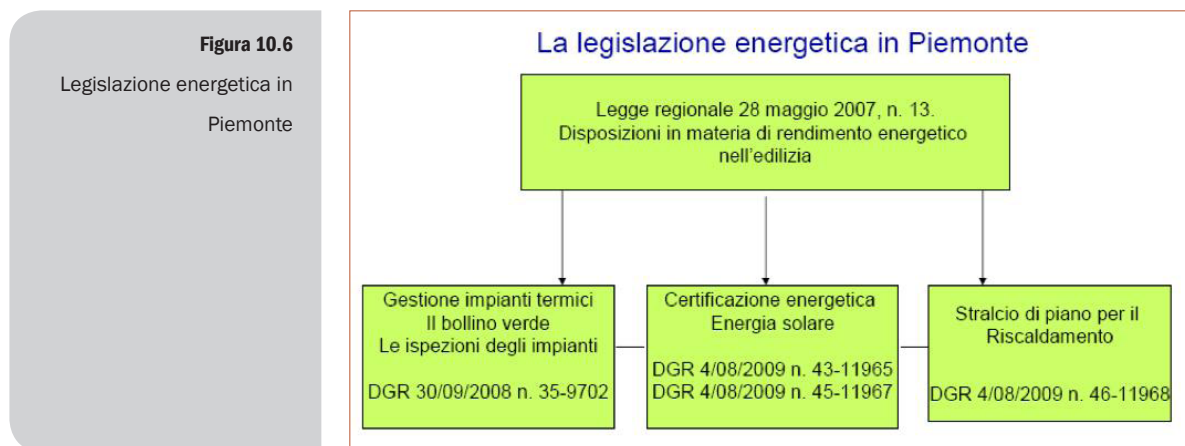 Figura 10.6
Legislazione energetica in
Piemonte
La legislazione energetica in Piemonte
Legge regionale 28 maggio 2007, n. 13.
Disposizioni in materia di rendimento energetico
nell'edilizia
Gestione impianti termici
Il bollino verde
Le ispezioni degli impianti
DGR 30/09/2008 n. 35-9702
Certificazione energetica
Energia solare
DGR 4/08/2009 n. 43-11965
DGR 4/08/2009 n. 45-11967
Stralcio di piano per il
Riscaldamento
DGR 4/08/2009 n. 46-11968